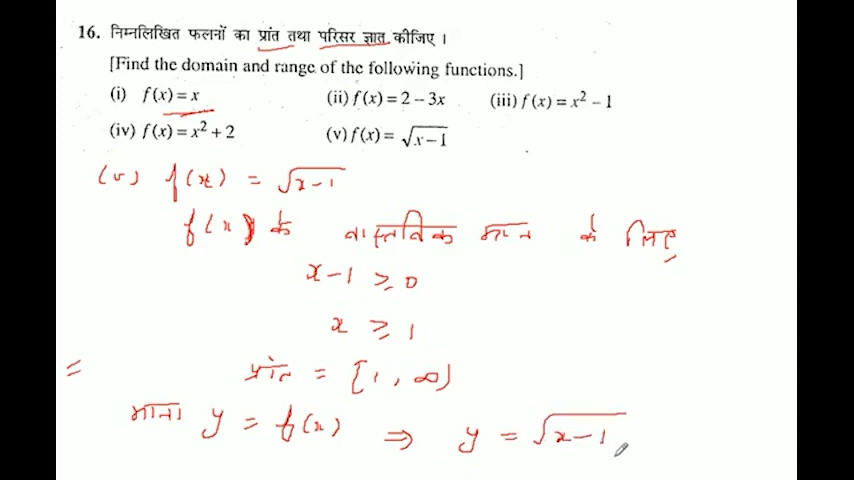 16. निम्नलिखित फलनों का प्रांत तथा परिसर ज्ञात कीजिए ।
[Find the domain and range of the following functions.]
(i) f(x) = x (ii) f(x) = 2 – 3x (iii) f(x) = x² – 1
(iv) f(x) = x² + 2 (v) f(x) = √x – 1
(v) f(x) = √x-1
f(x) के वास्तविक मान के लिए
x-1 ≥ 0
x ≥ 1
= प्रांत = [1, ∞)
माना y = f(x) ⇒ y = √x-1